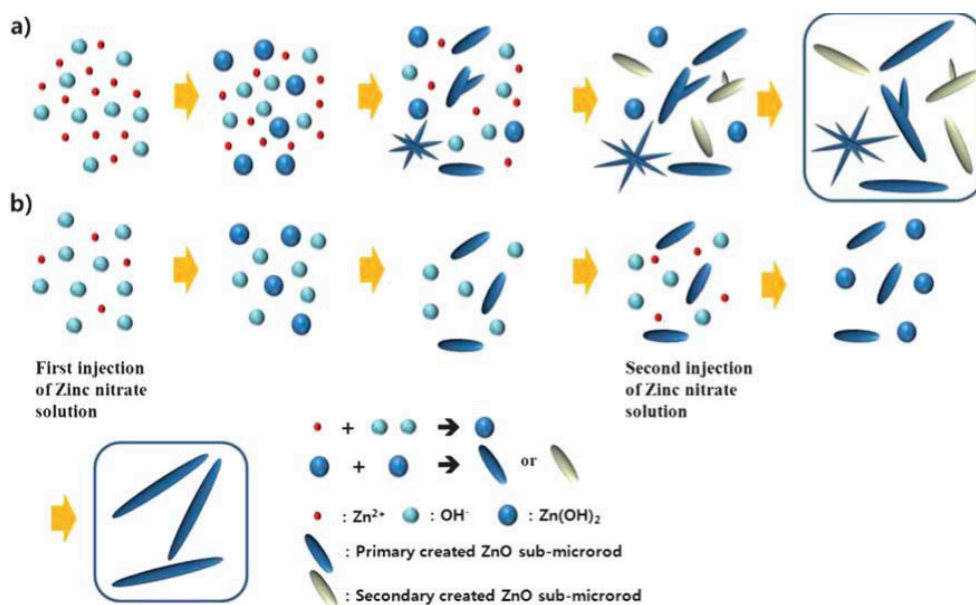 a)
b)
First injection
of Zinc nitrate
solution
Second injection
of Zinc nitrate
solution
+ ➔
+ ➔ or
: Zn²⁺ : OH⁻ : Zn(OH)₂
: Primary created ZnO sub-microrod
: Secondary created ZnO sub-microrod